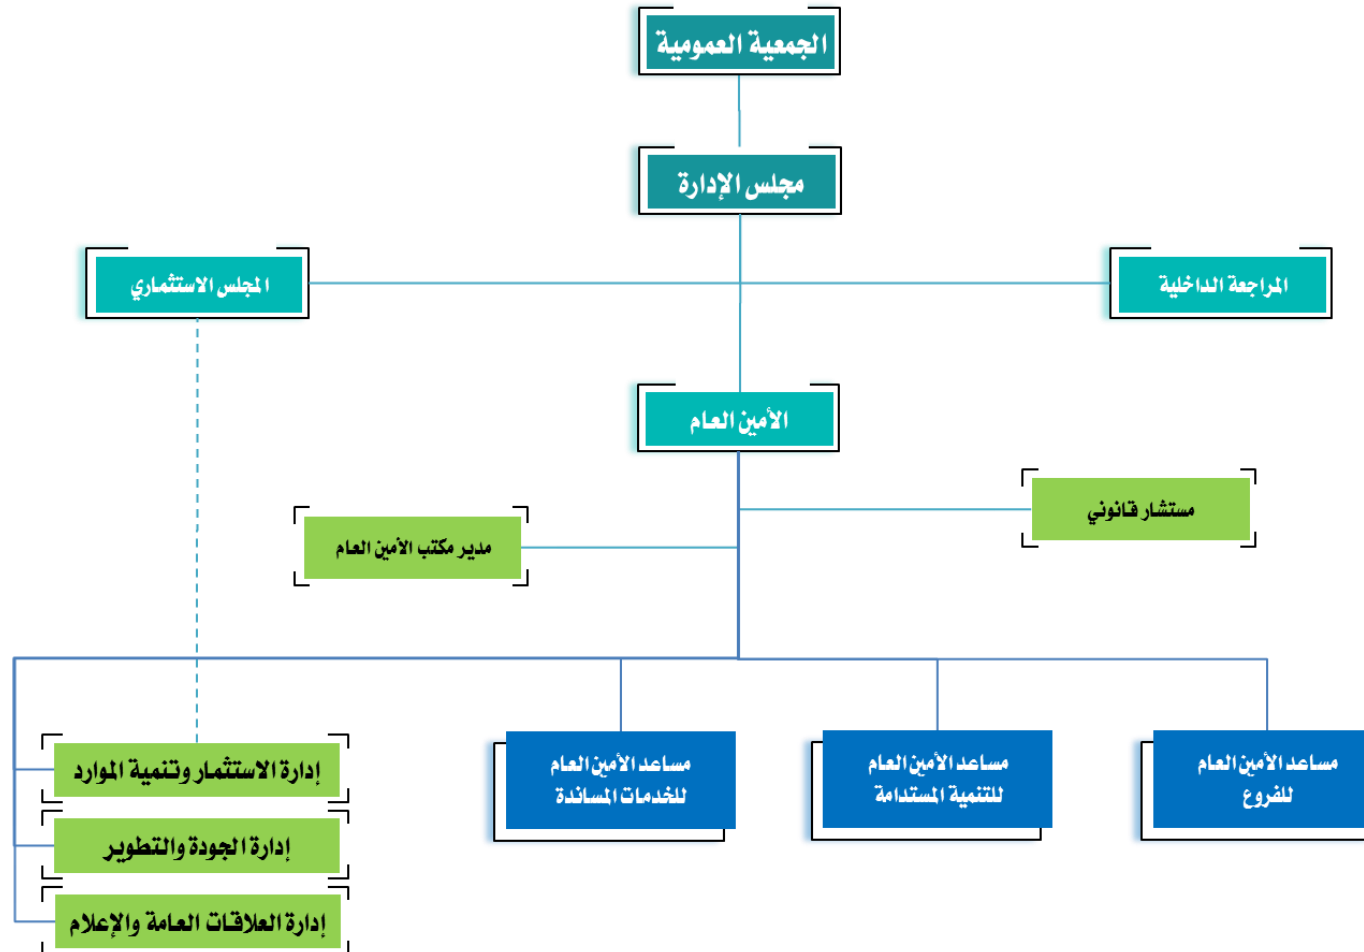 الجمعية العمومية
مجلس الإدارة
المراجعة الداخلية
المجلس الاستثماري
الأمين العام
مستشار قانوني
مدير مكتب الأمين العام
مساعد الأمين العام
للفروع
مساعد الأمين العام
للتنمية المستدامة
مساعد الأمين العام
للخدمات المساندة
إدارة الاستثمار وتنمية الموارد
إدارة الجودة والتطوير
إدارة العلاقات العامة والإعلام